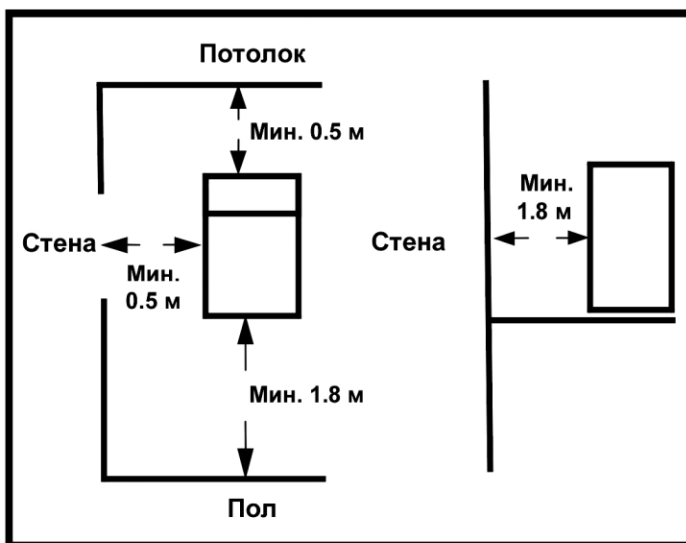 Потолок
Мин. 0.5 м
Стена
Мин.
0.5 м
Мин. 1.8 м
Пол
Стена
Мин.
1.8 м